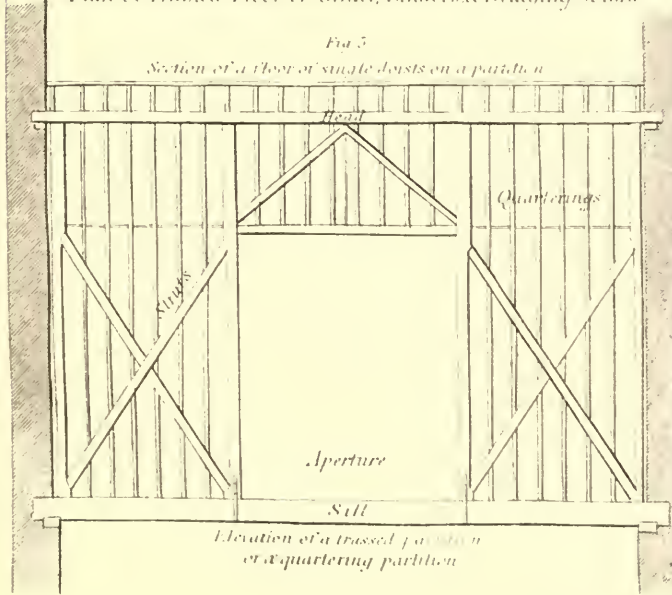 Fig 5
Section of a floor of single Joists on a partition
Head
Quarterings
Struts
Aperture
Sill
Elevation of a trussed partition
or a quartering partition